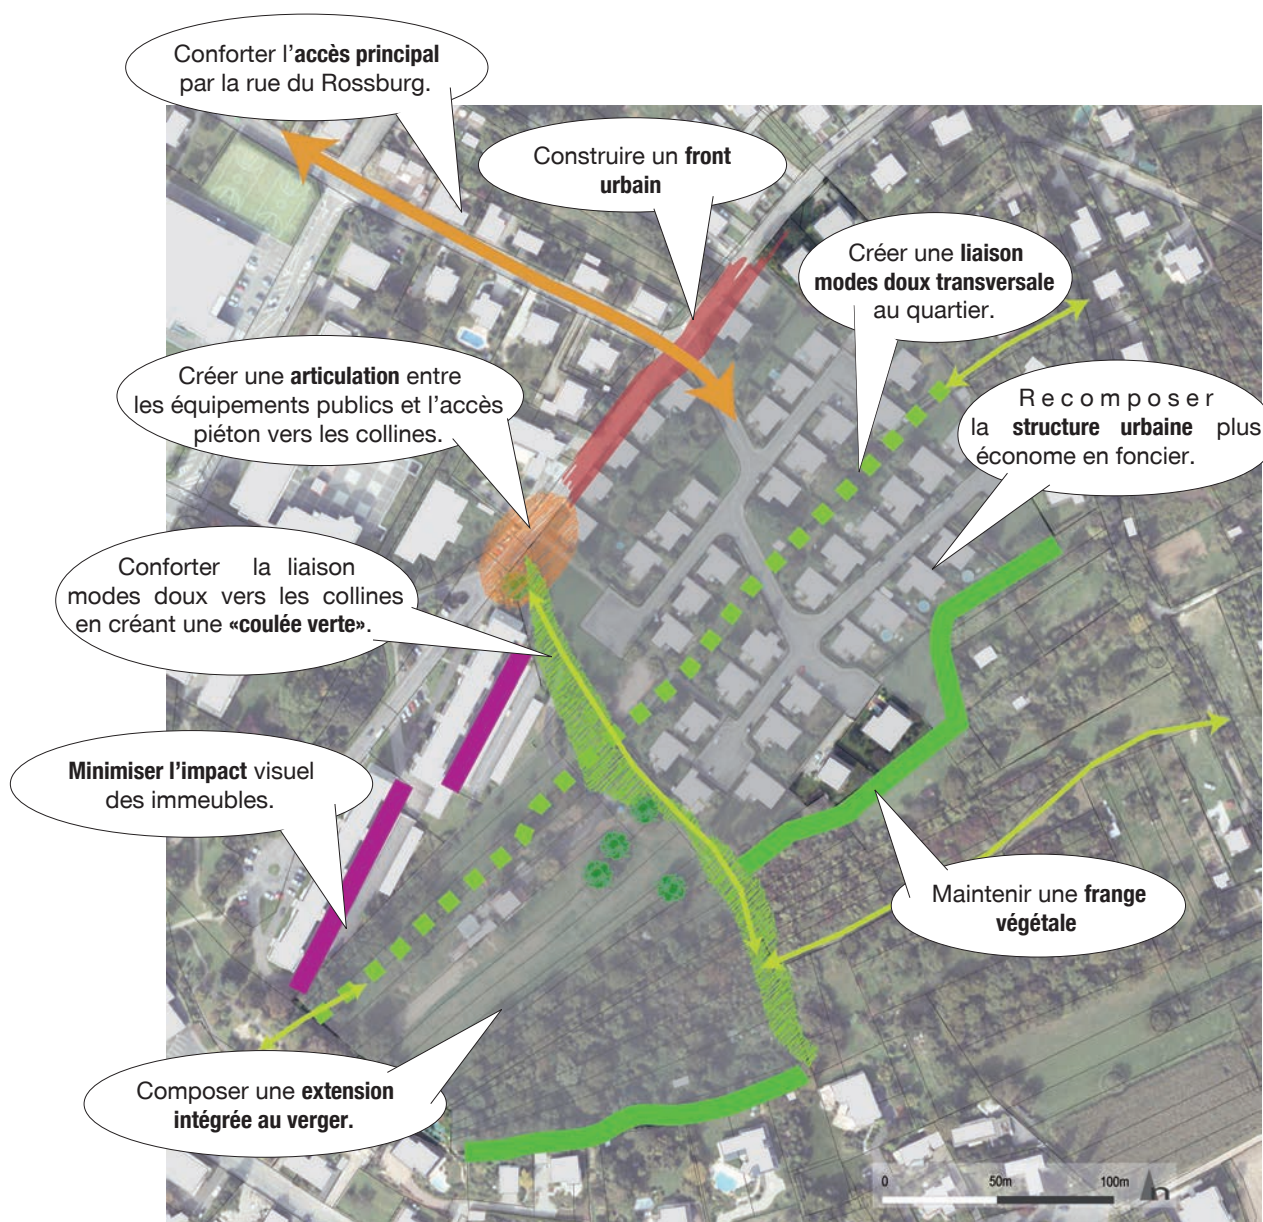 Conforter l'accès principal
par la rue du Rossburg.
Construire un front
urbain
Créer une liaison
modes doux transversale
au quartier.
Créer une articulation entre
les équipements publics et l'accès
piéton vers les collines.
Recomposer
la structure urbaine plus
économe en foncier.
Conforter la liaison
modes doux vers les collines
en créant une «coulée verte».
Minimiser l'impact visuel
des immeubles.
Maintenir une frange
végétale
Composer une extension
intégrée au verger.
0 50m 100m